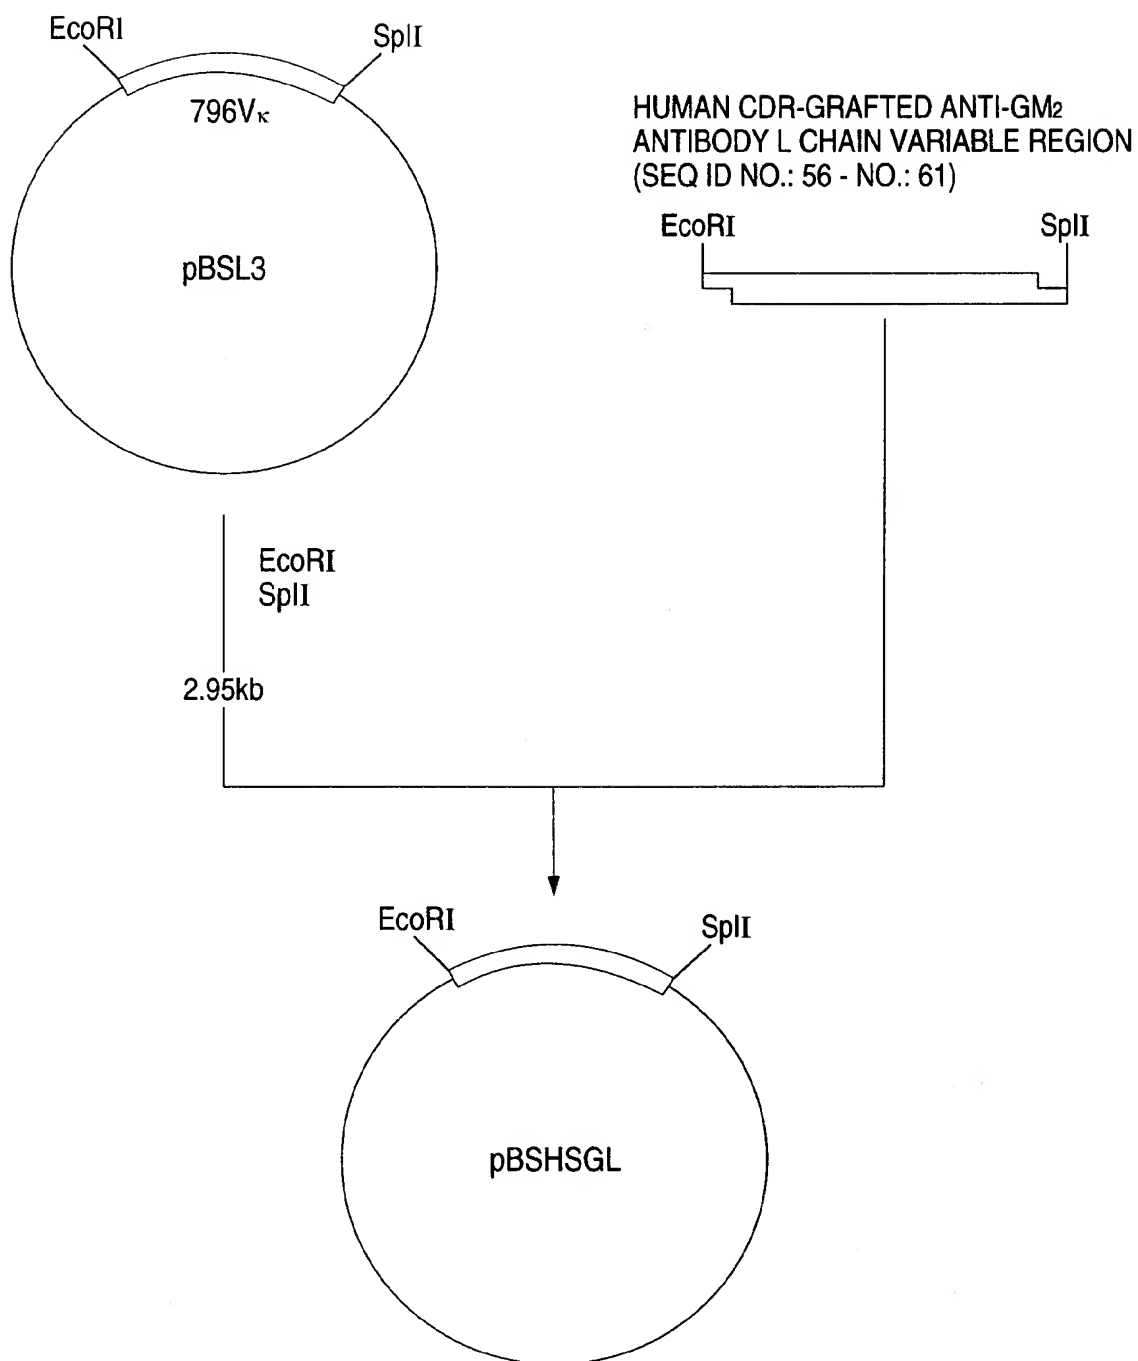 EcoRI
SplI
796Vκ
pBSL3
HUMAN CDR-GRAFTED ANTI-GM2
ANTIBODY L CHAIN VARIABLE REGION
(SEQ ID NO.: 56 - NO.: 61)
EcoRI
SplI
EcoRI
SplI
2.95kb
EcoRI
SplI
pBSHSGL